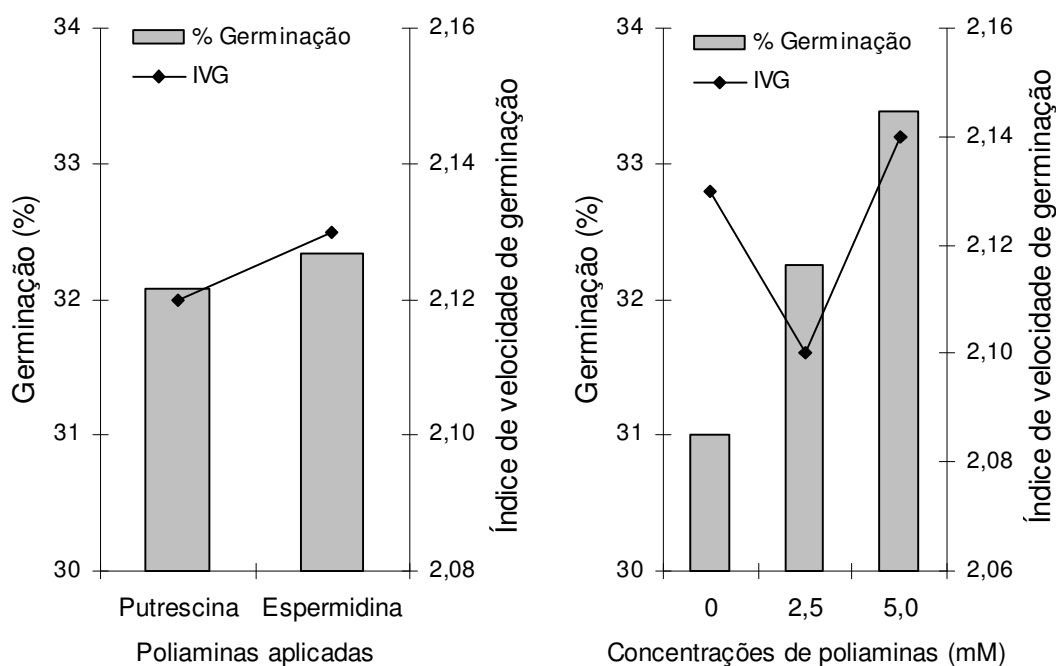 34
33
32
31
30
Germinação (%)
% Germinação
IVG
2,16
2,14
2,12
2,10
2,08
Índice de velocidade de germinação
Putrescina
Espermidina
Poliaminas aplicadas
34
33
32
31
30
Germinação (%)
% Germinação
IVG
2,16
2,14
2,12
2,10
2,08
2,06
Índice de velocidade de germinação
0
2,5
5,0
Concentrações de poliaminas (mM)